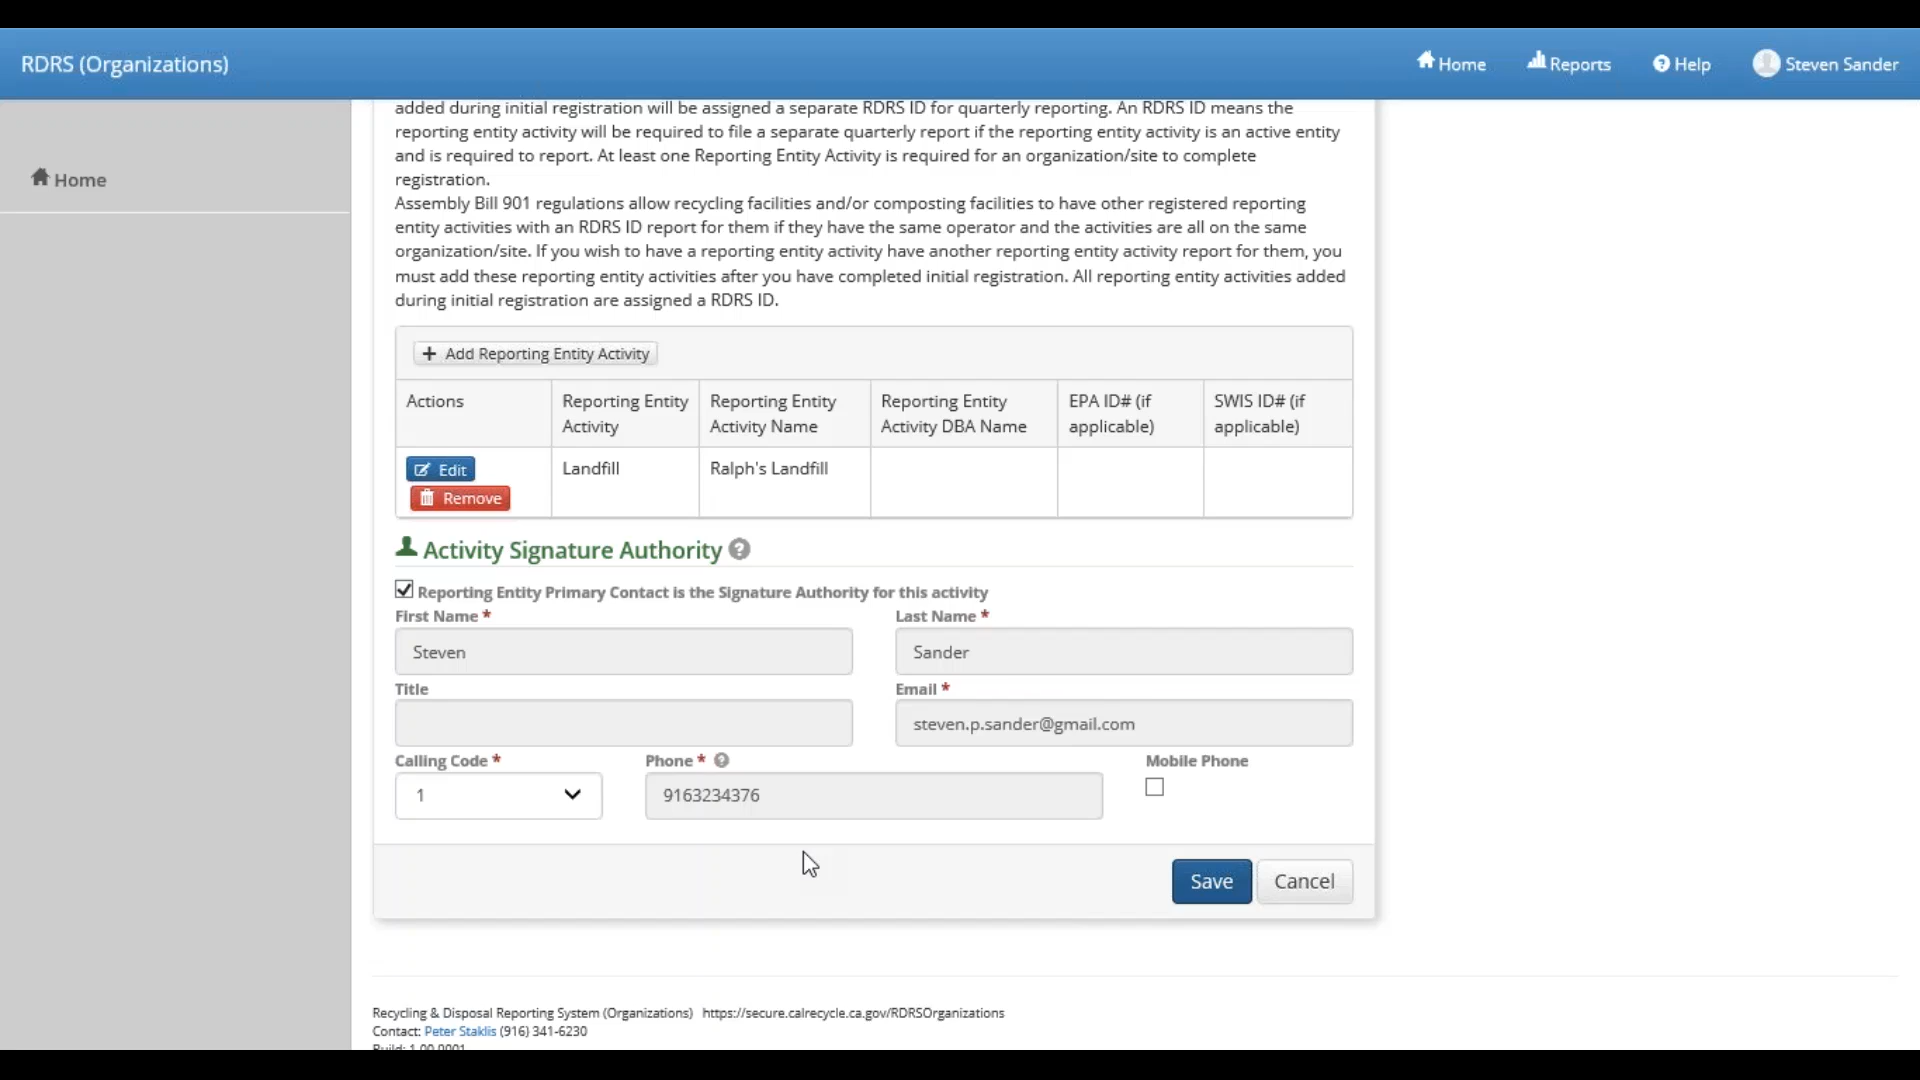 RDRS (Organizations)
Home
Reports
Help
Steven Sander
Home
added during initial registration will be assigned a separate RDRS ID for quarterly reporting. An RDRS ID means the
reporting entity activity will be required to file a separate quarterly report if the reporting entity activity is an active entity
and is required to report. At least one Reporting Entity Activity is required for an organization/site to complete
registration.
Assembly Bill 901 regulations allow recycling facilities and/or composting facilities to have other registered reporting
entity activities with an RDRS ID report for them if they have the same operator and the activities are all on the same
organization/site. If you wish to have a reporting entity activity have another reporting entity activity report for them, you
must add these reporting entity activities after you have completed initial registration. All reporting entity activities added
during initial registration are assigned a RDRS ID.
+ Add Reporting Entity Activity
Actions
Reporting Entity
Activity
Reporting Entity
Activity Name
Reporting Entity
Activity DBA Name
EPA ID# (if
applicable)
SWIS ID# (if
applicable)
Edit
Remove
Landfill
Ralph's Landfill
Activity Signature Authority ?
Reporting Entity Primary Contact is the Signature Authority for this activity
First Name *
Last Name *
Steven
Sander
Title
Email *
steven.p.sander@gmail.com
Calling Code *
Phone * ?
Mobile Phone
1
9163234376
Save
Cancel
Recycling & Disposal Reporting System (Organizations) https://secure.calrecycle.ca.gov/RDRSOrganizations
Contact: Peter Staklis (916) 341-6230
Build: 1.00.0001